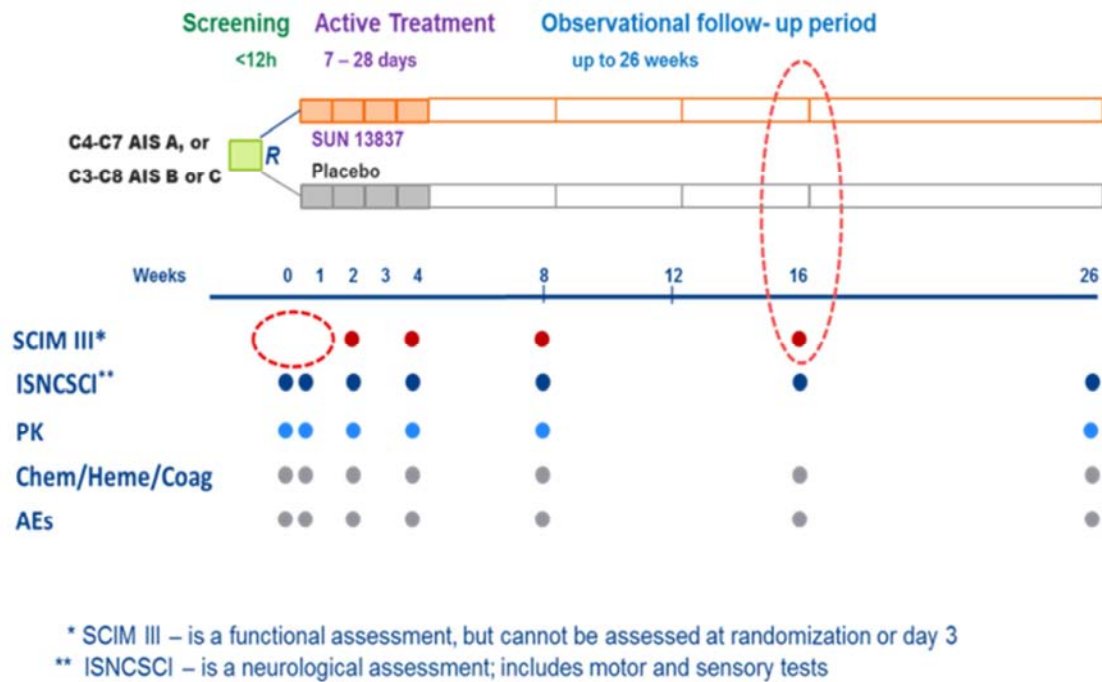 Screening Active Treatment Observational follow- up period
<12h 7 – 28 days up to 26 weeks
C4-C7 AIS A, or
C3-C8 AIS B or C
R
SUN 13837
Placebo
Weeks 0 1 2 3 4 8 12 16 26
SCIM III*
ISNCSCI**
PK
Chem/Heme/Coag
AEs
* SCIM III – is a functional assessment, but cannot be assessed at randomization or day 3
** ISNCSCI – is a neurological assessment; includes motor and sensory tests